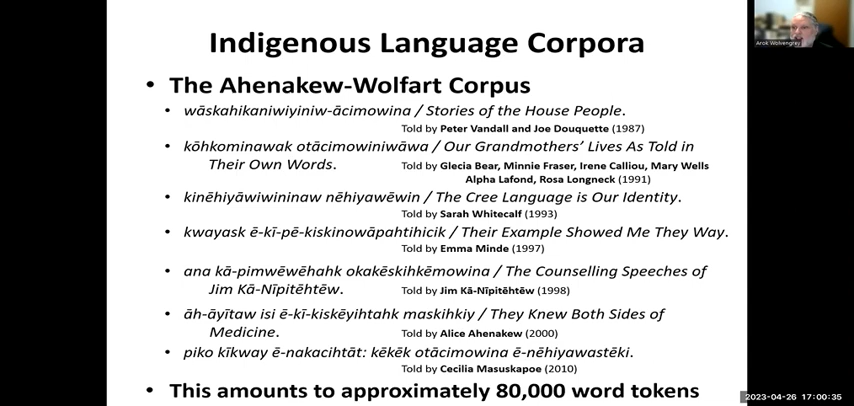 Indigenous Language Corpora
Arok Wolvengrey
• The Ahenakew-Wolfart Corpus
• wāskahikaniwiyiniw-ācimowina / Stories of the House People.
Told by Peter Vandall and Joe Douquette (1987)
• kōhkominawak otācimowiniwāwa / Our Grandmothers' Lives As Told in
Their Own Words. Told by Glecia Bear, Minnie Fraser, Irene Calliou, Mary Wells
Alpha Lafond, Rosa Longneck (1991)
• kinēhiyāwiwininaw nēhiyawēwin / The Cree Language is Our Identity.
Told by Sarah Whitecalf (1993)
• kwayask ē-kī-pē-kiskinowāpahtihicik / Their Example Showed Me They Way.
Told by Emma Minde (1997)
• ana kā-pimwēwēhahk okakēskihkēmowina / The Counselling Speeches of
Jim Kā-Nīpitēhtēw. Told by Jim Kā-Nīpitēhtēw (1998)
• āh-āyītaw isi ē-kī-kiskēyihtahk maskihkiy / They Knew Both Sides of
Medicine. Told by Alice Ahenakew (2000)
• piko kīkway ē-nakacihtāt: kēkēk otācimowina ē-nēhiyawastēki.
Told by Cecilia Masuskapoe (2010)
• This amounts to approximately 80,000 word tokens
2023-04-26 17:00:35